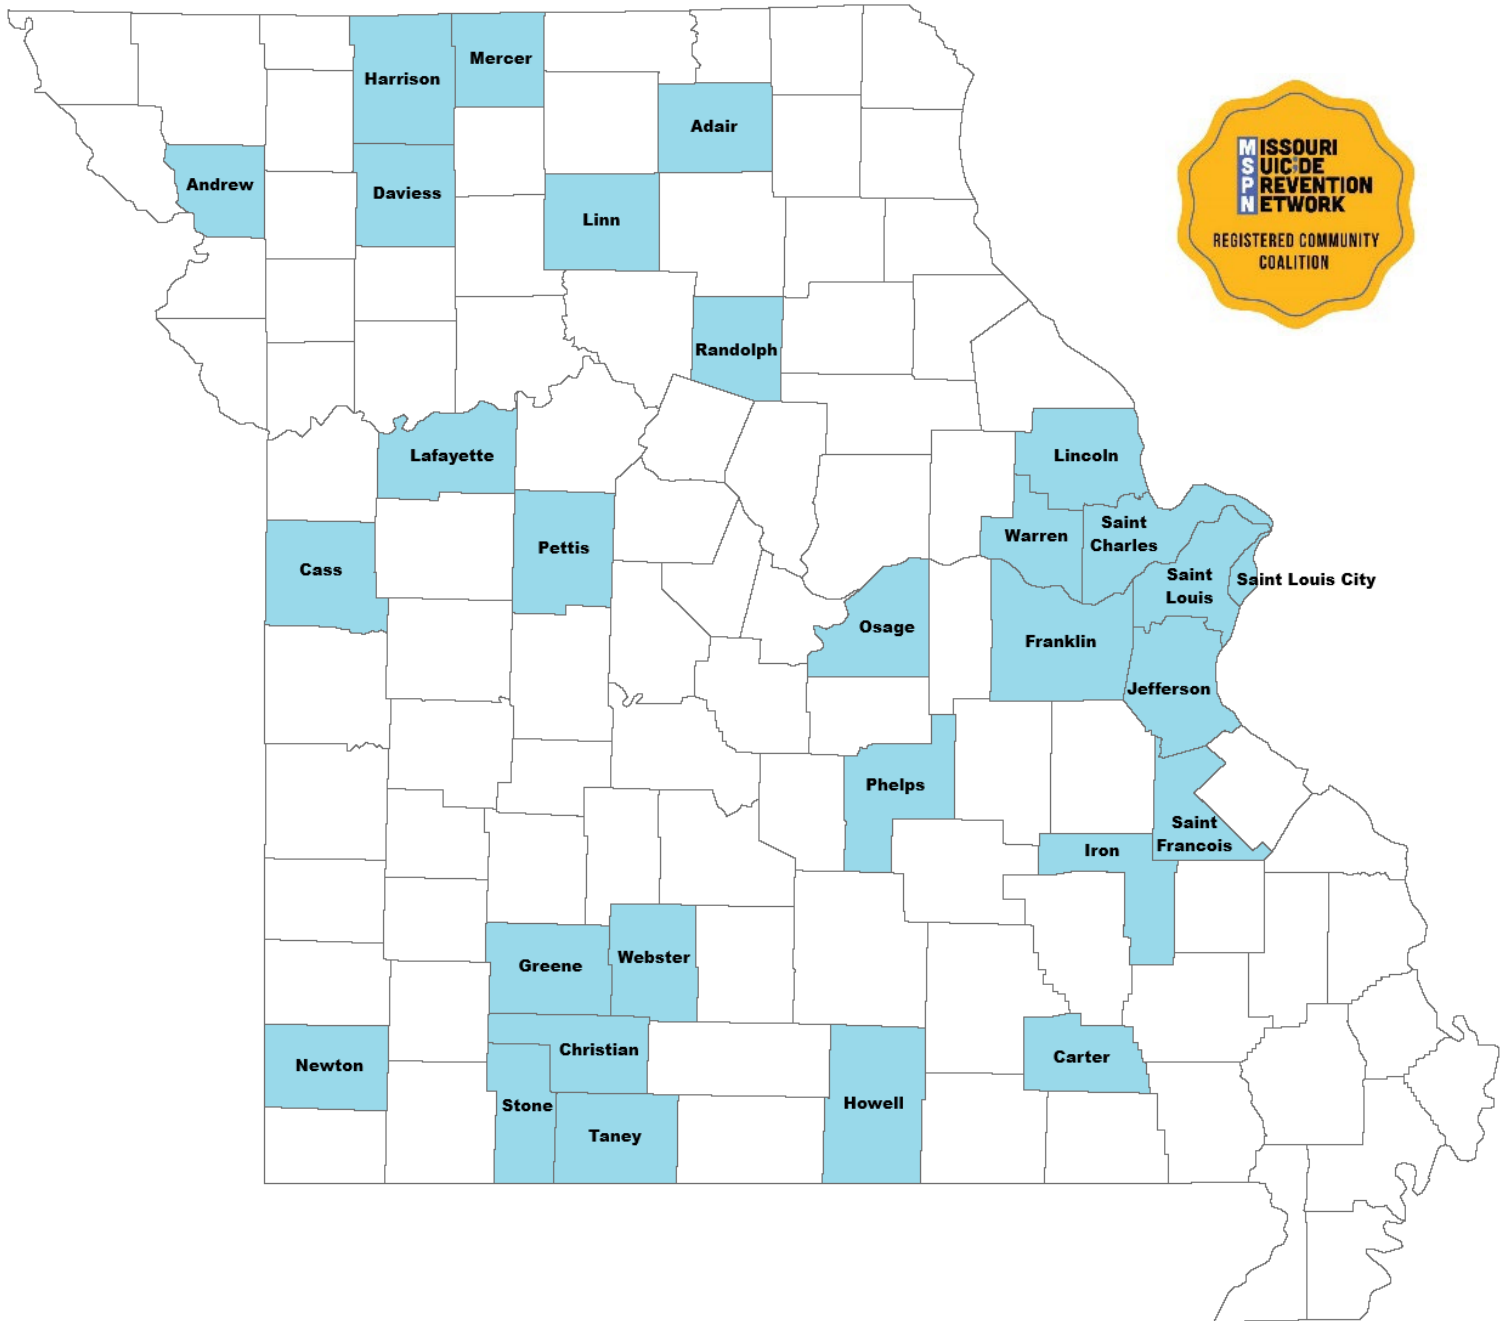 Mercer
Harrison
Adair
Andrew
Daviess
Linn
Randolph
Lafayette
Lincoln
Pettis
Cass
Warren
Saint
Charles
Saint
Louis
Saint Louis City
Osage
Franklin
Jefferson
Phelps
Saint
Francois
Iron
Greene
Webster
Newton
Christian
Carter
Stone
Howell
Taney
MISSOURI
SUIC;DE
PREVENTION
NETWORK
REGISTERED COMMUNITY
COALITION